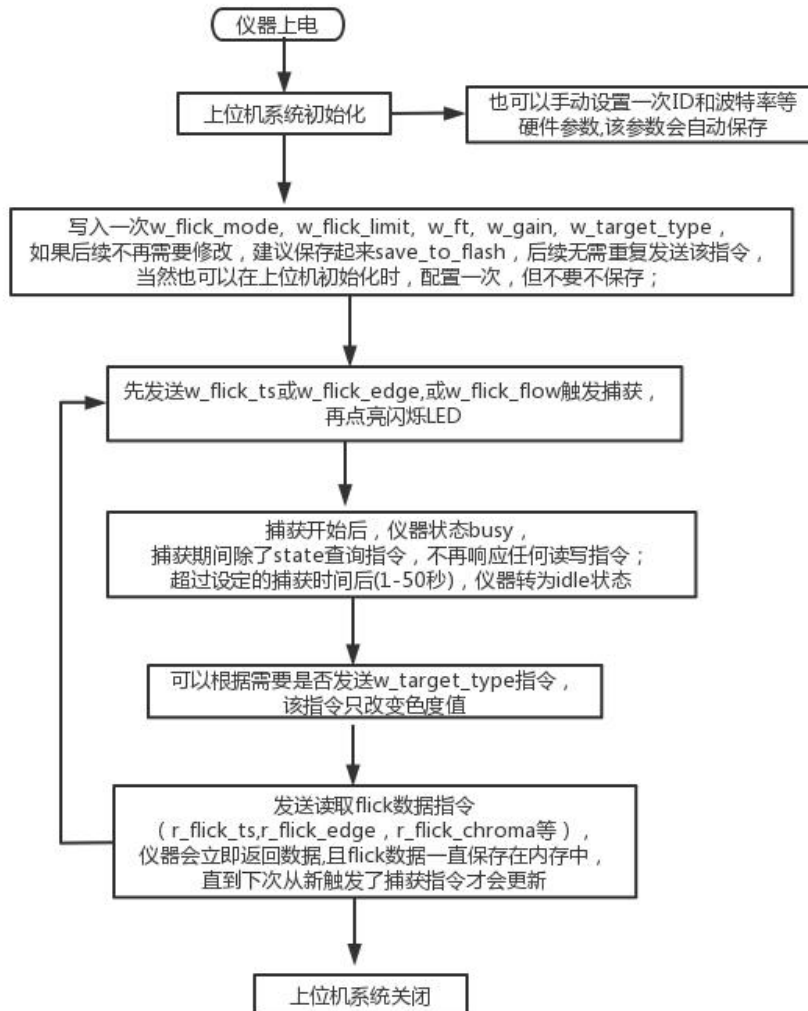 仪器上电
上位机系统初始化
也可以手动设置一次ID和波特率等
硬件参数,该参数会自动保存
写入一次w_flick_mode, w_flick_limit, w_ft, w_gain, w_target_type，
如果后续不再需要修改，建议保存起来save_to_flash，后续无需重复发送该指令，
当然也可以在上位机初始化时，配置一次，但不要不保存；
先发送w_flick_ts或w_flick_edge,或w_flick_flow触发捕获，
再点亮闪烁LED
捕获开始后，仪器状态busy，
捕获期间除了state查询指令，不再响应任何读写指令；
超过设定的捕获时间后(1-50秒)，仪器转为idle状态
可以根据需要是否发送w_target_type指令，
该指令只改变色度值
发送读取flick数据指令
（r_flick_ts,r_flick_edge，r_flick_chroma等），
仪器会立即返回数据,且flick数据一直保存在内存中，
直到下次从新触发了捕获指令才会更新
上位机系统关闭